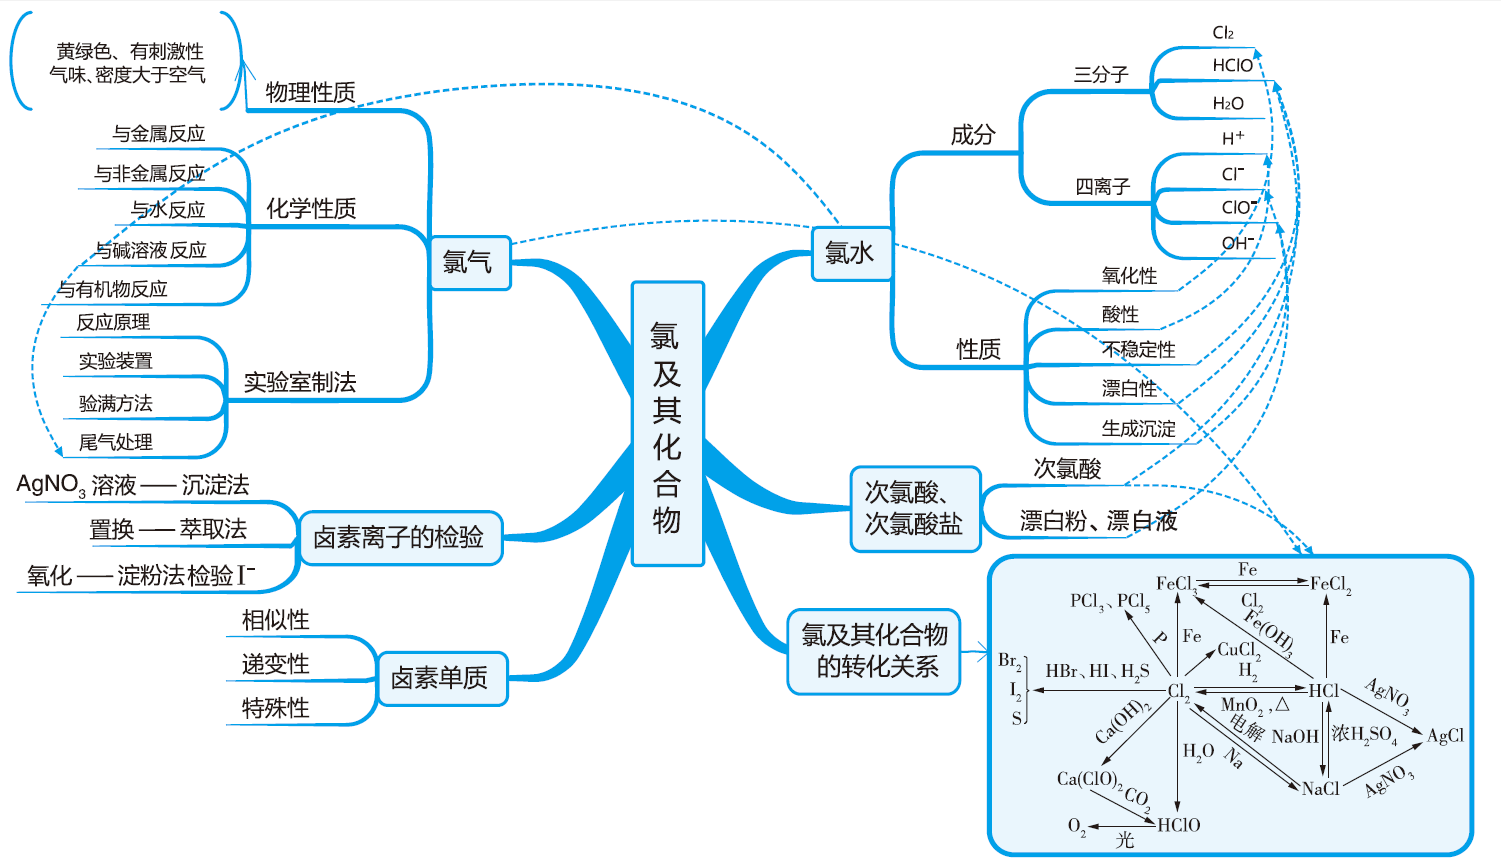 氯及其化合物
氯气
物理性质
黄绿色、有刺激性
气味、密度大于空气
化学性质
与金属反应
与非金属反应
与水反应
与碱溶液反应
与有机物反应
实验室制法
反应原理
实验装置
验满方法
尾气处理
卤素离子的检验
AgNO₃ 溶液 — 沉淀法
置换 — 萃取法
氧化 — 淀粉法检验 I⁻
卤素单质
相似性
递变性
特殊性
氯水
成分
三分子
Cl₂
HClO
H₂O
四离子
H⁺
Cl⁻
ClO⁻
OH⁻
性质
氧化性
酸性
不稳定性
漂白性
生成沉淀
次氯酸、
次氯酸盐
次氯酸
漂白粉、漂白液
氯及其化合物
的转化关系
FeCl₃
Fe
Cl₂
FeCl₂
PCl₃、PCl₅
P
Fe
Fe(OH)₃
Fe
CuCl₂
Br₂
I₂
S
HBr、HI、H₂S
Cl₂
H₂
MnO₂ ,△
HCl
AgNO₃
Ca(OH)₂
电解
Na
NaOH
浓H₂SO₄
AgCl
H₂O
Ca(ClO)₂
CO₂
NaCl
AgNO₃
O₂
光
HClO